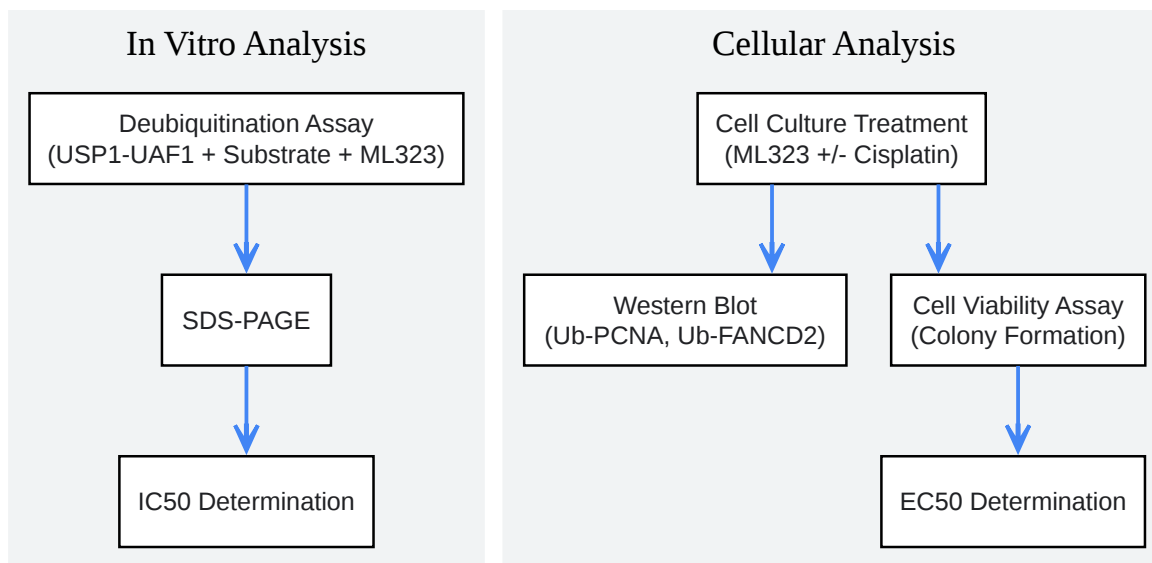 In Vitro Analysis
Deubiquitination Assay
(USP1-UAF1 + Substrate + ML323)
SDS-PAGE
IC50 Determination
Cellular Analysis
Cell Culture Treatment
(ML323 +/- Cisplatin)
Western Blot
(Ub-PCNA, Ub-FANCD2)
Cell Viability Assay
(Colony Formation)
EC50 Determination